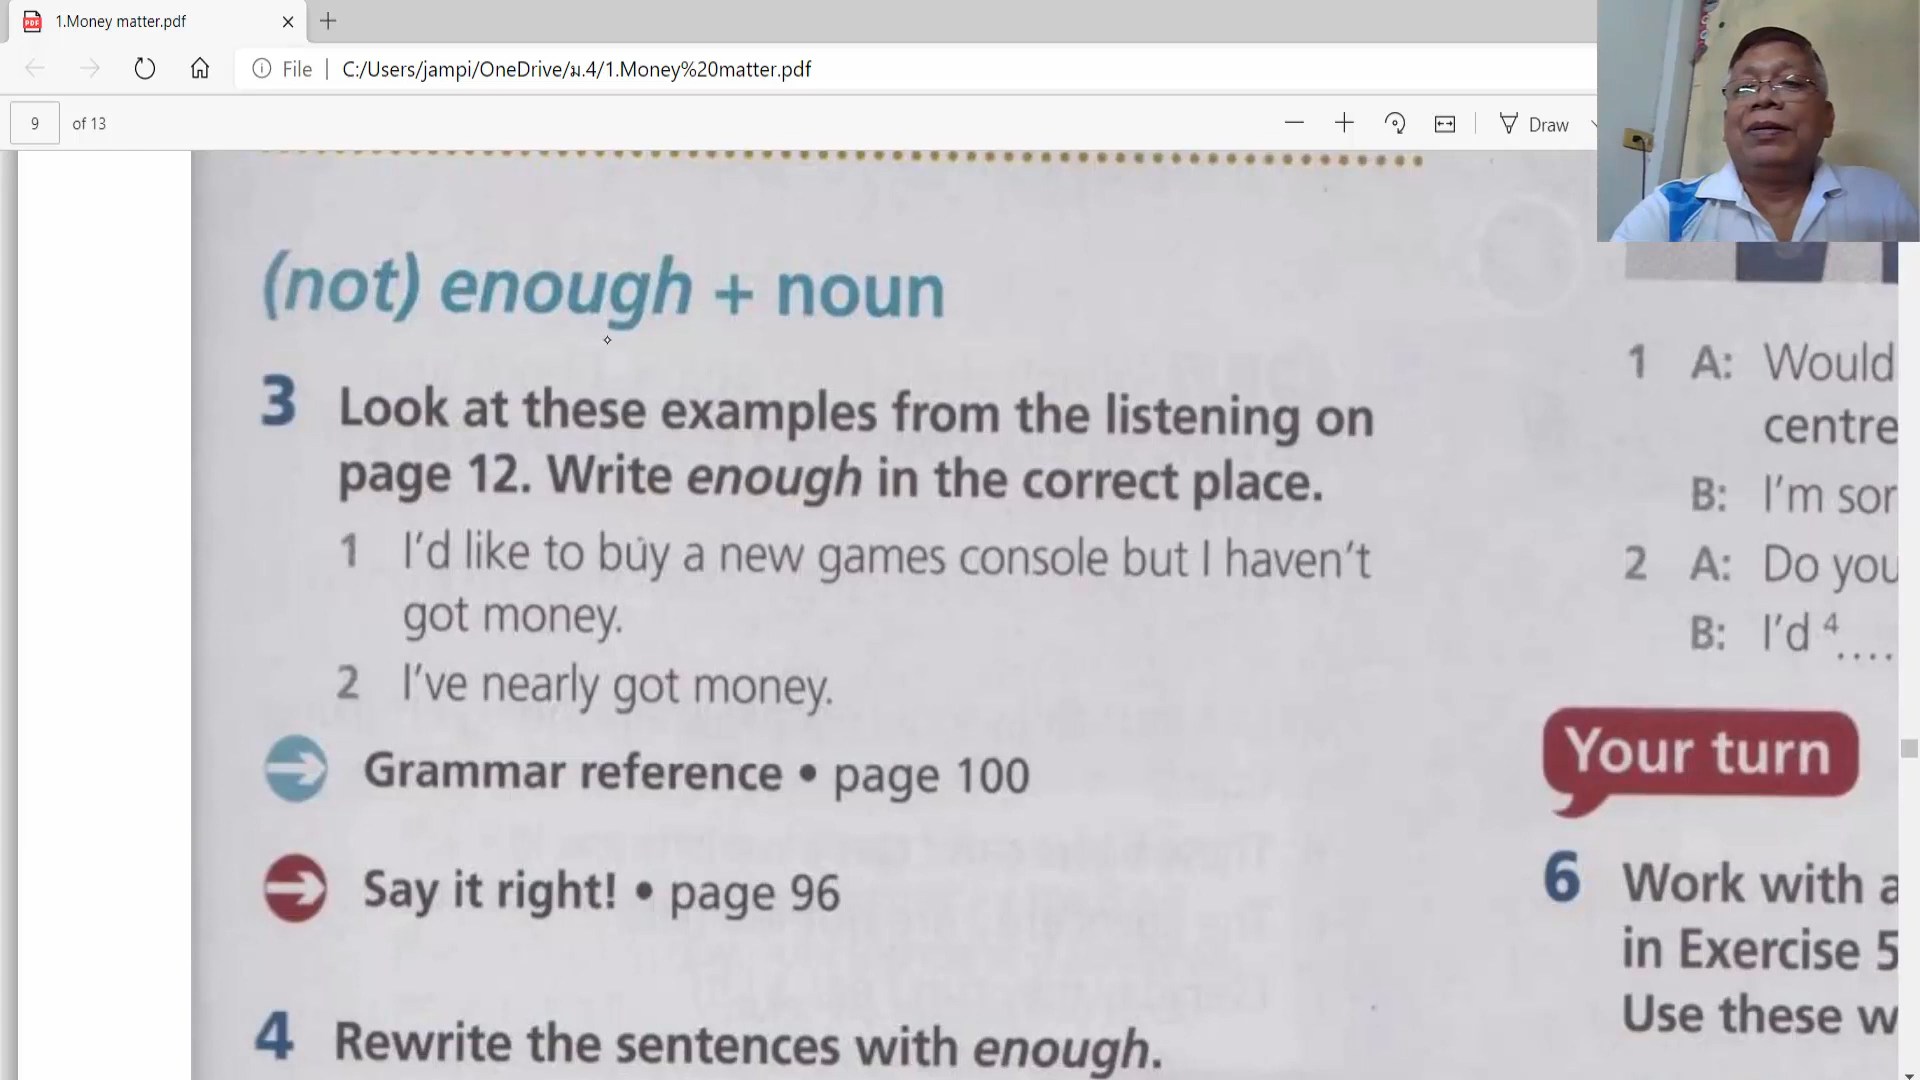 1.Money matter.pdf
File C:/Users/jampi/OneDrive/ม.4/1.Money%20matter.pdf
9 of 13
Draw
(not) enough + noun
3 Look at these examples from the listening on
page 12. Write enough in the correct place.
1 I'd like to buy a new games console but I haven't
got money.
2 I've nearly got money.
Grammar reference • page 100
Say it right! • page 96
4 Rewrite the sentences with enough.
1 A: Would
centre
B: I'm sor
2 A: Do you
B: I'd 4....
Your turn
6 Work with a
in Exercise 5
Use these w